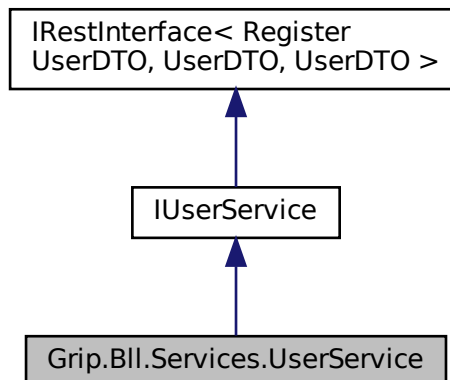 IRestInterface< Register
UserDTO, UserDTO, UserDTO >
IUserService
Grip.Bll.Services.UserService